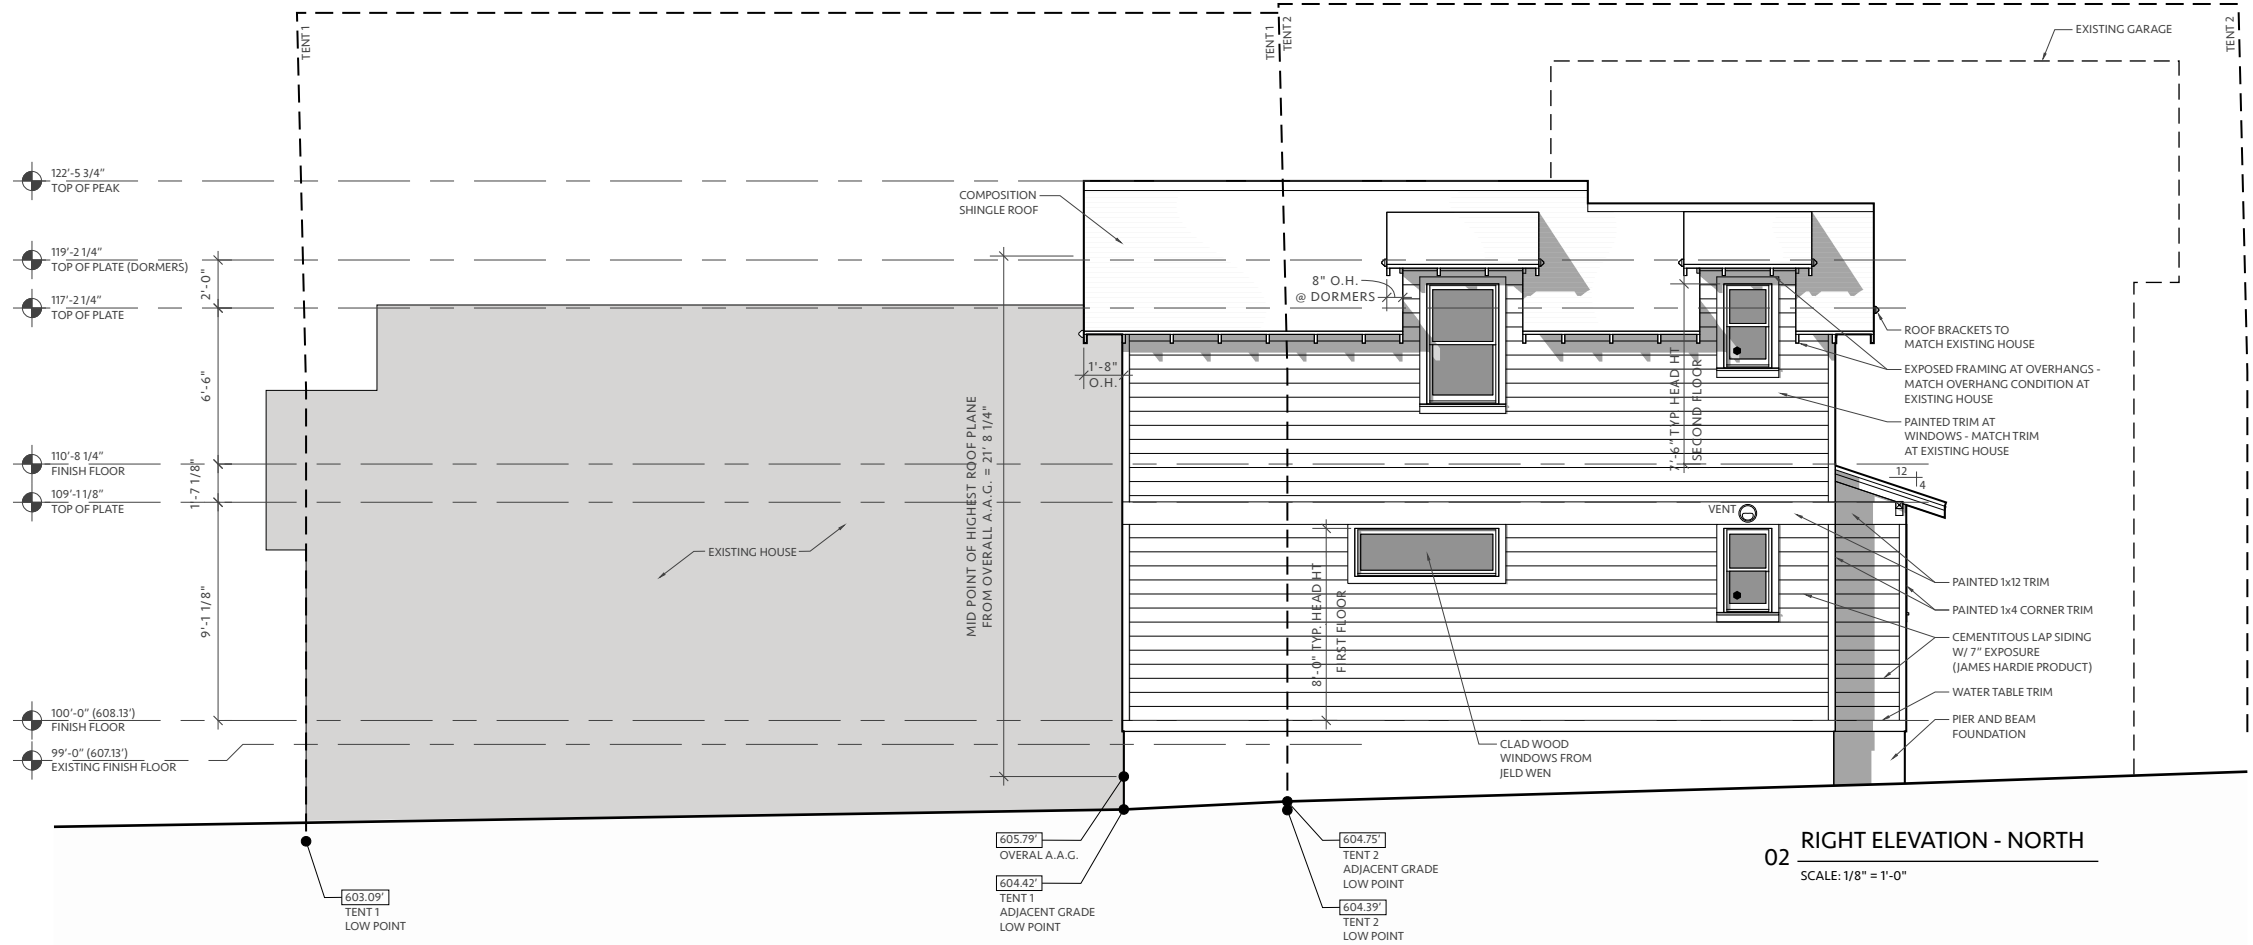 TENT 1
TENT 1
TENT 2
TENT 2
EXISTING GARAGE
122'-5 3/4"
TOP OF PEAK
COMPOSITION
SHINGLE ROOF
119'-2 1/4"
TOP OF PLATE (DORMERS)
2'-0"
8" O.H.
@ DORMERS
117'-2 1/4"
TOP OF PLATE
ROOF BRACKETS TO
MATCH EXISTING HOUSE
1'-8"
O.H.
6'-6"
EXPOSED FRAMING AT OVERHANGS -
MATCH OVERHANG CONDITION AT
EXISTING HOUSE
7'-6" TYP. HEAD HT
SECOND FLOOR
PAINTED TRIM AT
WINDOWS - MATCH TRIM
AT EXISTING HOUSE
MID POINT OF HIGHEST ROOF PLANE
FROM OVERALL A.A.G. = 21' 8 1/4"
110'-8 1/4"
FINISH FLOOR
1'-7 1/8"
12
4
109'-1 1/8"
TOP OF PLATE
VENT
EXISTING HOUSE
9'-1 1/8"
8'-0" TYP. HEAD HT
FIRST FLOOR
PAINTED 1x12 TRIM
PAINTED 1x4 CORNER TRIM
CEMENTITOUS LAP SIDING
W/ 7" EXPOSURE
(JAMES HARDIE PRODUCT)
WATER TABLE TRIM
PIER AND BEAM
FOUNDATION
100'-0" (608.13')
FINISH FLOOR
99'-0" (607.13')
EXISTING FINISH FLOOR
CLAD WOOD
WINDOWS FROM
JELD WEN
605.79'
OVERAL A.A.G.
604.42'
TENT 1
ADJACENT GRADE
LOW POINT
603.09'
TENT 1
LOW POINT
604.75'
TENT 2
ADJACENT GRADE
LOW POINT
604.39'
TENT 2
LOW POINT
02 RIGHT ELEVATION - NORTH
SCALE: 1/8" = 1'-0"